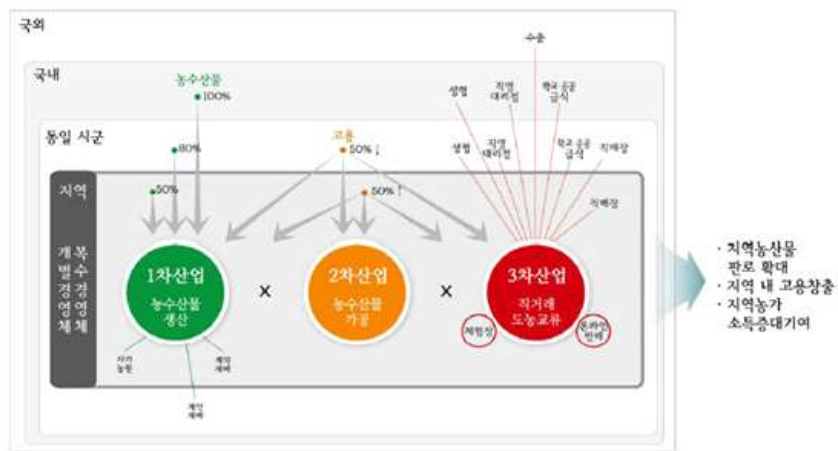 국외
수출
국내
농수산물
100%
생협
직영
대리점
학교 공공
급식
동일 시군
고용
80%
50% ↓
생협
직영
대리점
학교 공공
급식
직매장
지역
50%
50% ↑
직매장
개별경영체
복수경영체
1차산업
농수산물
생산
x
2차산업
농수산물
가공
x
3차산업
직거래
도농교류
체험장
온라인
판매
자가
농원
계약
재배
계약
재배
· 지역농산물
판로 확대
· 지역 내 고용창출
· 지역농가
소득증대기여